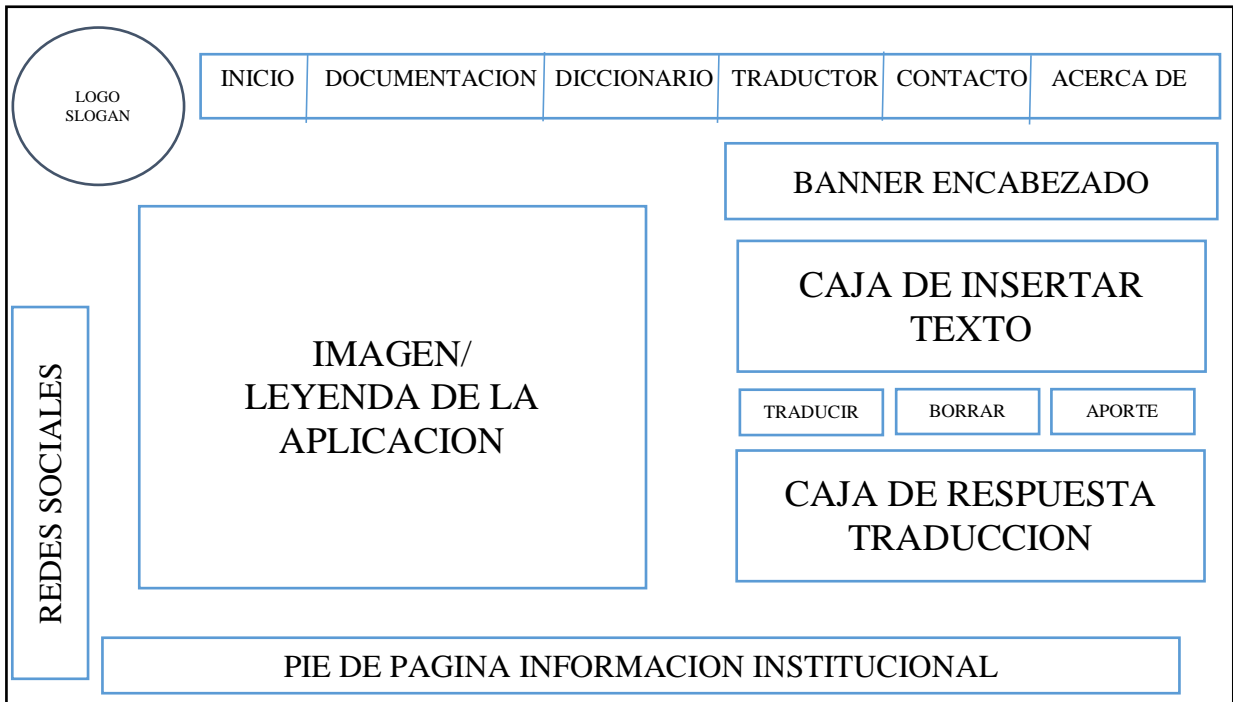 LOGO
SLOGAN
INICIO DOCUMENTACION DICCIONARIO TRADUCTOR CONTACTO ACERCA DE
BANNER ENCABEZADO
CAJA DE INSERTAR
TEXTO
IMAGEN/
LEYENDA DE LA
APLICACION
TRADUCIR BORRAR APORTE
CAJA DE RESPUESTA
TRADUCCION
REDES SOCIALES
PIE DE PAGINA INFORMACION INSTITUCIONAL